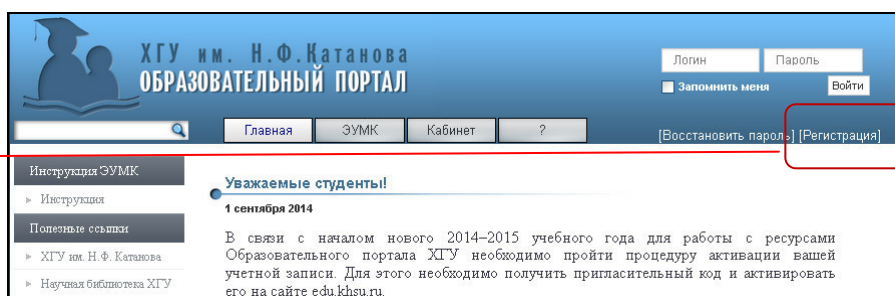 ХГУ им. Н.Ф.Катанова
ОБРАЗОВАТЕЛЬНЫЙ ПОРТАЛ
Логин Пароль
Запомнить меня Войти
Главная ЭУМК Кабинет ?
[Восстановить пароль] [Регистрация]
Инструкция ЭУМК
Инструкция
Полезные ссылки
ХГУ им. Н.Ф. Катанова
Научная библиотека ХГУ
Уважаемые студенты!
1 сентября 2014
В связи с началом нового 2014–2015 учебного года для работы с ресурсами
Образовательного портала ХГУ необходимо пройти процедуру активации вашей
учетной записи. Для этого необходимо получить пригласительный код и активировать
его на сайте edu.khsu.ru.